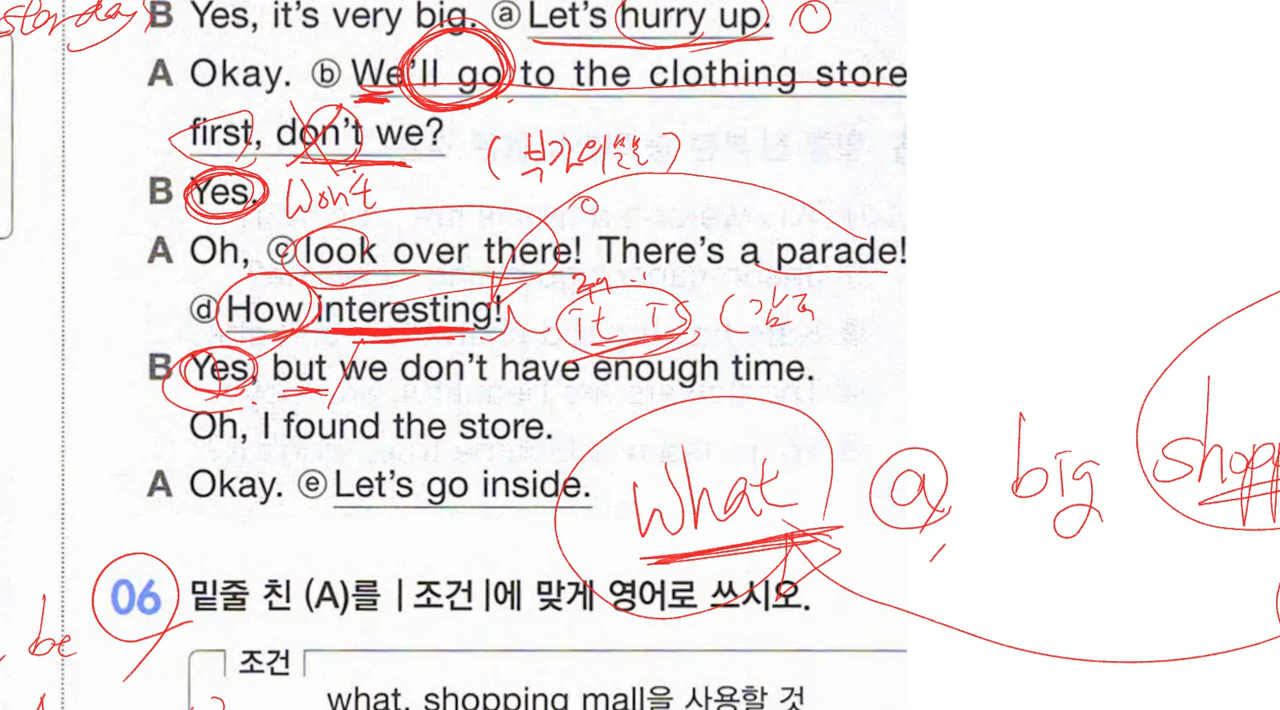 B Yes, it's very big. ⓐ Let's hurry up.
A Okay. ⓑ We'll go to the clothing store
first, don't we?
(부가의문문)
B Yes. Won't
A Oh, ⓒ look over there! There's a parade!
ⓓ How interesting! it is (감
B Yes, but we don't have enough time.
Oh, I found the store.
A Okay. ⓔ Let's go inside.
What a big shopp
06 밑줄 친 (A)를 | 조건 |에 맞게 영어로 쓰시오.
be
조건
what, shopping mall을 사용할 것